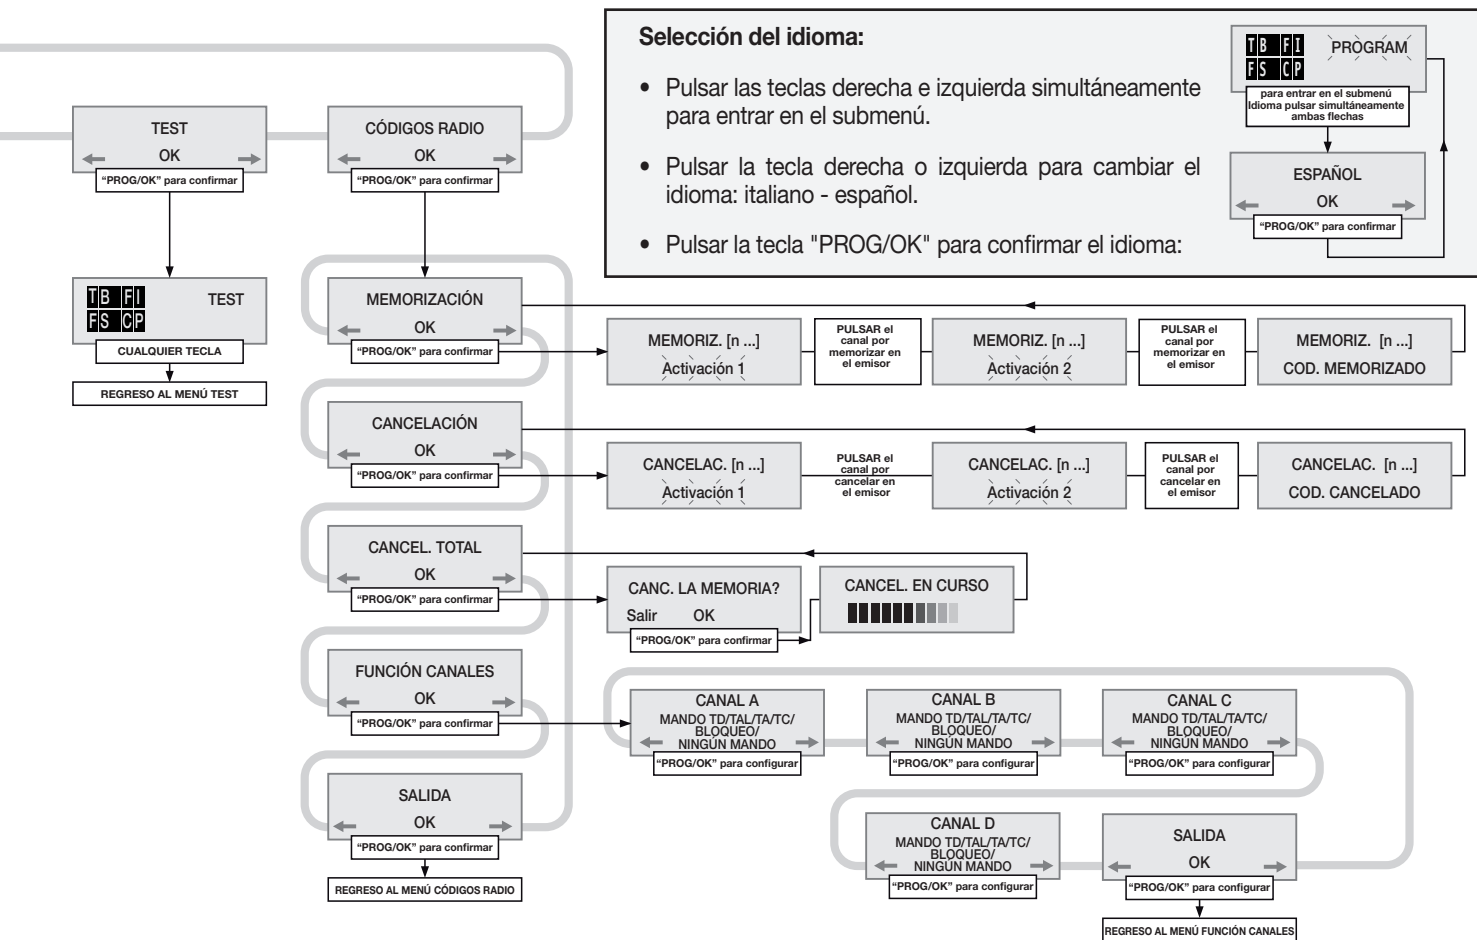 Selección del idioma:
• Pulsar las teclas derecha e izquierda simultáneamente
para entrar en el submenú.
• Pulsar la tecla derecha o izquierda para cambiar el
idioma: italiano - español.
• Pulsar la tecla "PROG/OK" para confirmar el idioma:
TB FI
FS CP
PROGRAM
para entrar en el submenú
Idioma pulsar simultáneamente
ambas flechas
ESPAÑOL
OK
“PROG/OK” para confirmar
TEST
OK
“PROG/OK” para confirmar
TB FI
FS CP
TEST
CUALQUIER TECLA
REGRESO AL MENÚ TEST
CÓDIGOS RADIO
OK
“PROG/OK” para confirmar
MEMORIZACIÓN
OK
“PROG/OK” para confirmar
MEMORIZ. [n ...]
Activación 1
PULSAR el
canal por
memorizar en
el emisor
MEMORIZ. [n ...]
Activación 2
PULSAR el
canal por
memorizar en
el emisor
MEMORIZ. [n ...]
COD. MEMORIZADO
CANCELACIÓN
OK
“PROG/OK” para confirmar
CANCELAC. [n ...]
Activación 1
PULSAR el
canal por
cancelar en
el emisor
CANCELAC. [n ...]
Activación 2
PULSAR el
canal por
cancelar en
el emisor
CANCELAC. [n ...]
COD. CANCELADO
CANCEL. TOTAL
OK
“PROG/OK” para confirmar
CANC. LA MEMORIA?
Salir OK
“PROG/OK” para confirmar
CANCEL. EN CURSO
FUNCIÓN CANALES
OK
“PROG/OK” para confirmar
CANAL A
MANDO TD/TAL/TA/TC/
BLOQUEO/
NINGÚN MANDO
“PROG/OK” para configurar
CANAL B
MANDO TD/TAL/TA/TC/
BLOQUEO/
NINGÚN MANDO
“PROG/OK” para configurar
CANAL C
MANDO TD/TAL/TA/TC/
BLOQUEO/
NINGÚN MANDO
“PROG/OK” para configurar
CANAL D
MANDO TD/TAL/TA/TC/
BLOQUEO/
NINGÚN MANDO
“PROG/OK” para configurar
SALIDA
OK
“PROG/OK” para configurar
REGRESO AL MENÚ FUNCIÓN CANALES
SALIDA
OK
“PROG/OK” para confirmar
REGRESO AL MENÚ CÓDIGOS RADIO